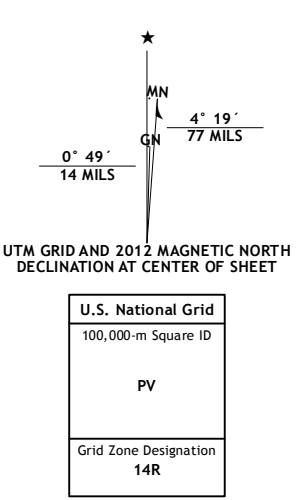 ★
MN
4° 19´
77 MILS
GN
0° 49´
14 MILS
UTM GRID AND 2012 MAGNETIC NORTH
DECLINATION AT CENTER OF SHEET
U.S. National Grid
100,000-m Square ID
PV
Grid Zone Designation
14R